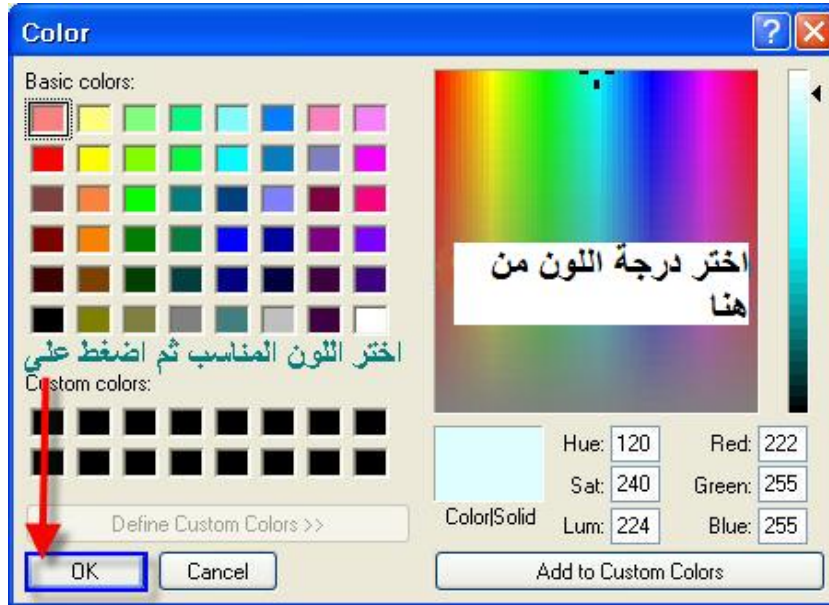 Color
Basic colors:
اختر درجة اللون من
هنا
اختر اللون المناسب ثم اضغط علي
Custom colors:
Hue: 120
Red: 222
Sat: 240
Green: 255
Color|Solid
Lum: 224
Blue: 255
Define Custom Colors >>
OK
Cancel
Add to Custom Colors